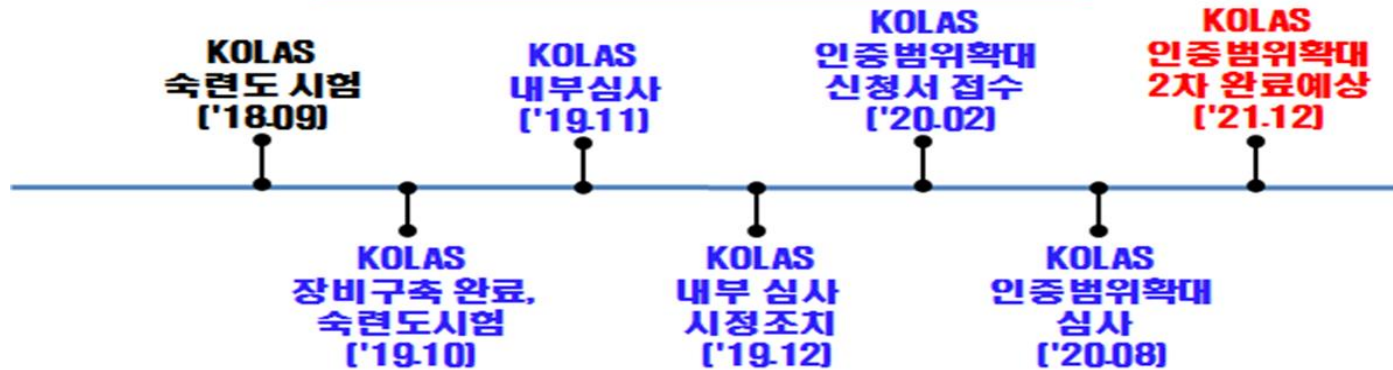 KOLAS
숙련도 시험
('18.09)
KOLAS
장비구축 완료,
숙련도시험
('19.10)
KOLAS
내부심사
('19.11)
KOLAS
내부 심사
시정조치
('19.12)
KOLAS
인증범위확대
신청서 접수
('20.02)
KOLAS
인증범위확대
심사
('20.08)
KOLAS
인증범위확대
2차 완료예상
('21.12)